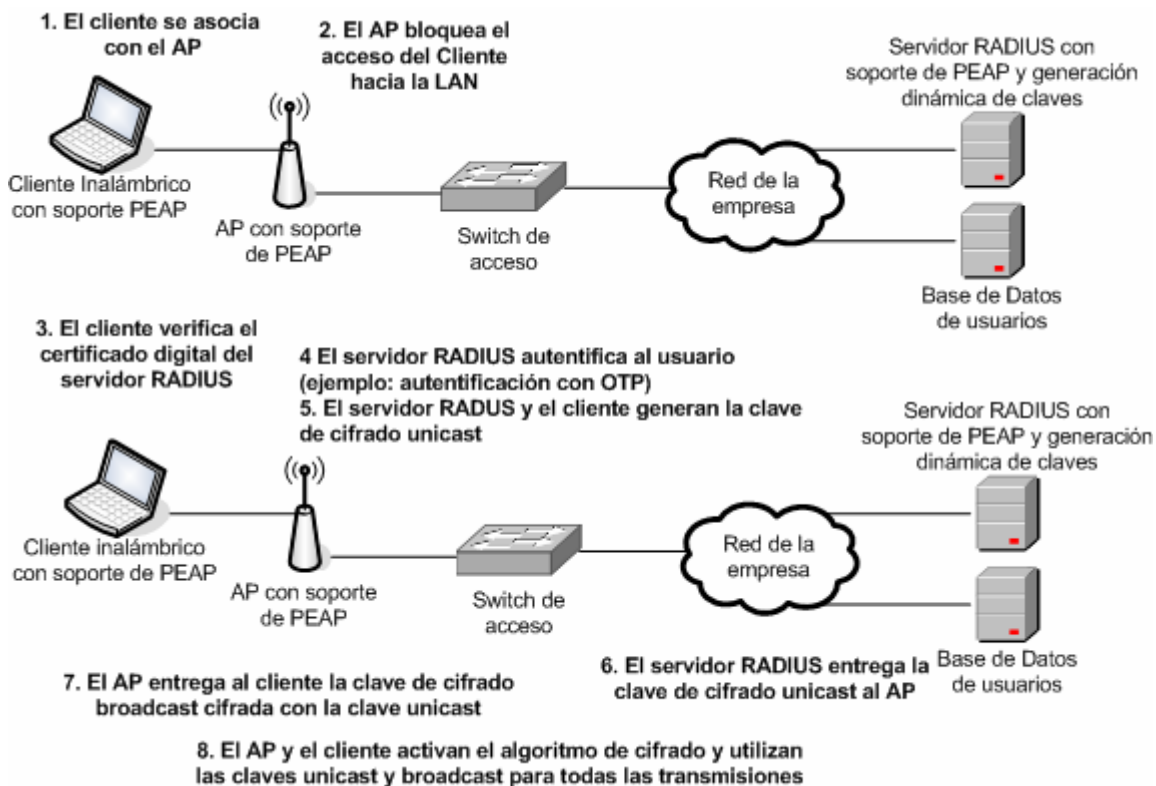 1. El cliente se asocia
con el AP
2. El AP bloquea el
acceso del Cliente
hacia la LAN
Servidor RADIUS con
soporte de PEAP y generación
dinámica de claves
Cliente Inalámbrico
con soporte PEAP
AP con soporte
de PEAP
Switch de
acceso
Red de la
empresa
Base de Datos
de usuarios
3. El cliente verifica el
certificado digital del
servidor RADIUS
4 El servidor RADIUS autentifica al usuario
(ejemplo: autentificación con OTP)
5. El servidor RADUS y el cliente generan la clave
de cifrado unicast
Servidor RADIUS con
soporte de PEAP y generación
dinámica de claves
Cliente inalámbrico
con soporte de PEAP
AP con soporte
de PEAP
Switch de
acceso
Red de la
empresa
Base de Datos
de usuarios
6. El servidor RADIUS entrega la
clave de cifrado unicast al AP
7. El AP entrega al cliente la clave de cifrado
broadcast cifrada con la clave unicast
8. El AP y el cliente activan el algoritmo de cifrado y utilizan
las claves unicast y broadcast para todas las transmisiones